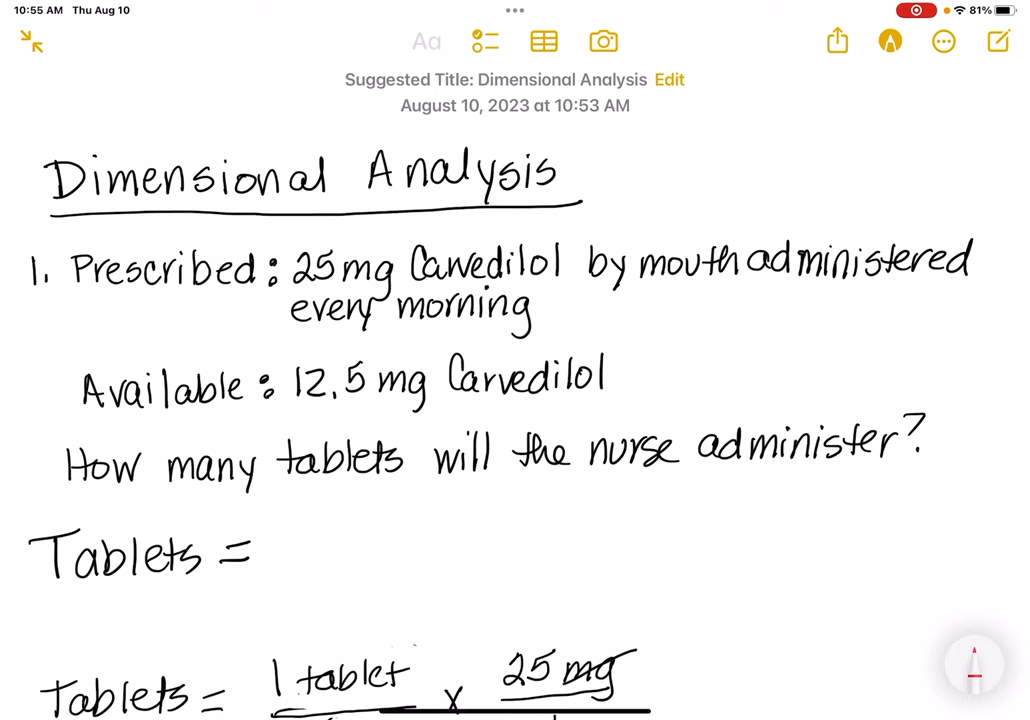 10:55 AM Thu Aug 10
81%
Aa
Suggested Title: Dimensional Analysis Edit
August 10, 2023 at 10:53 AM
Dimensional Analysis
1. Prescribed: 25mg Carvedilol by mouth administered
every morning
Available: 12.5 mg Carvedilol
How many tablets will the nurse administer?
Tablets =
Tablets = 1 tablet x 25 mg